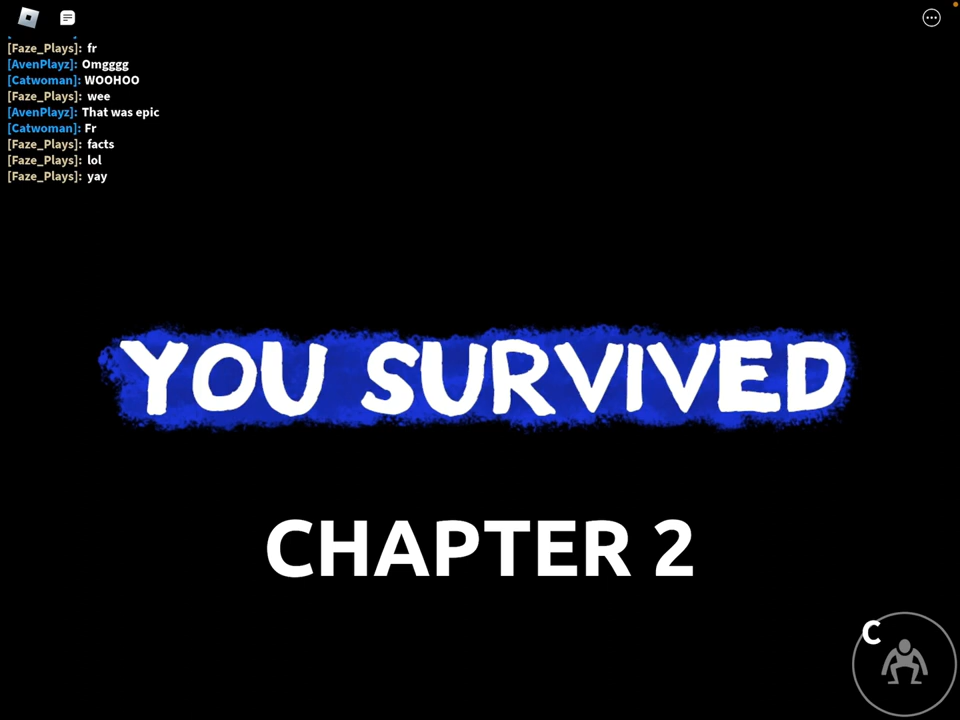 [Faze_Plays]: fr
[AvenPlayz]: Omgggg
[Catwoman]: WOOHOO
[Faze_Plays]: wee
[AvenPlayz]: That was epic
[Catwoman]: Fr
[Faze_Plays]: facts
[Faze_Plays]: lol
[Faze_Plays]: yay
YOU SURVIVED
CHAPTER 2
C